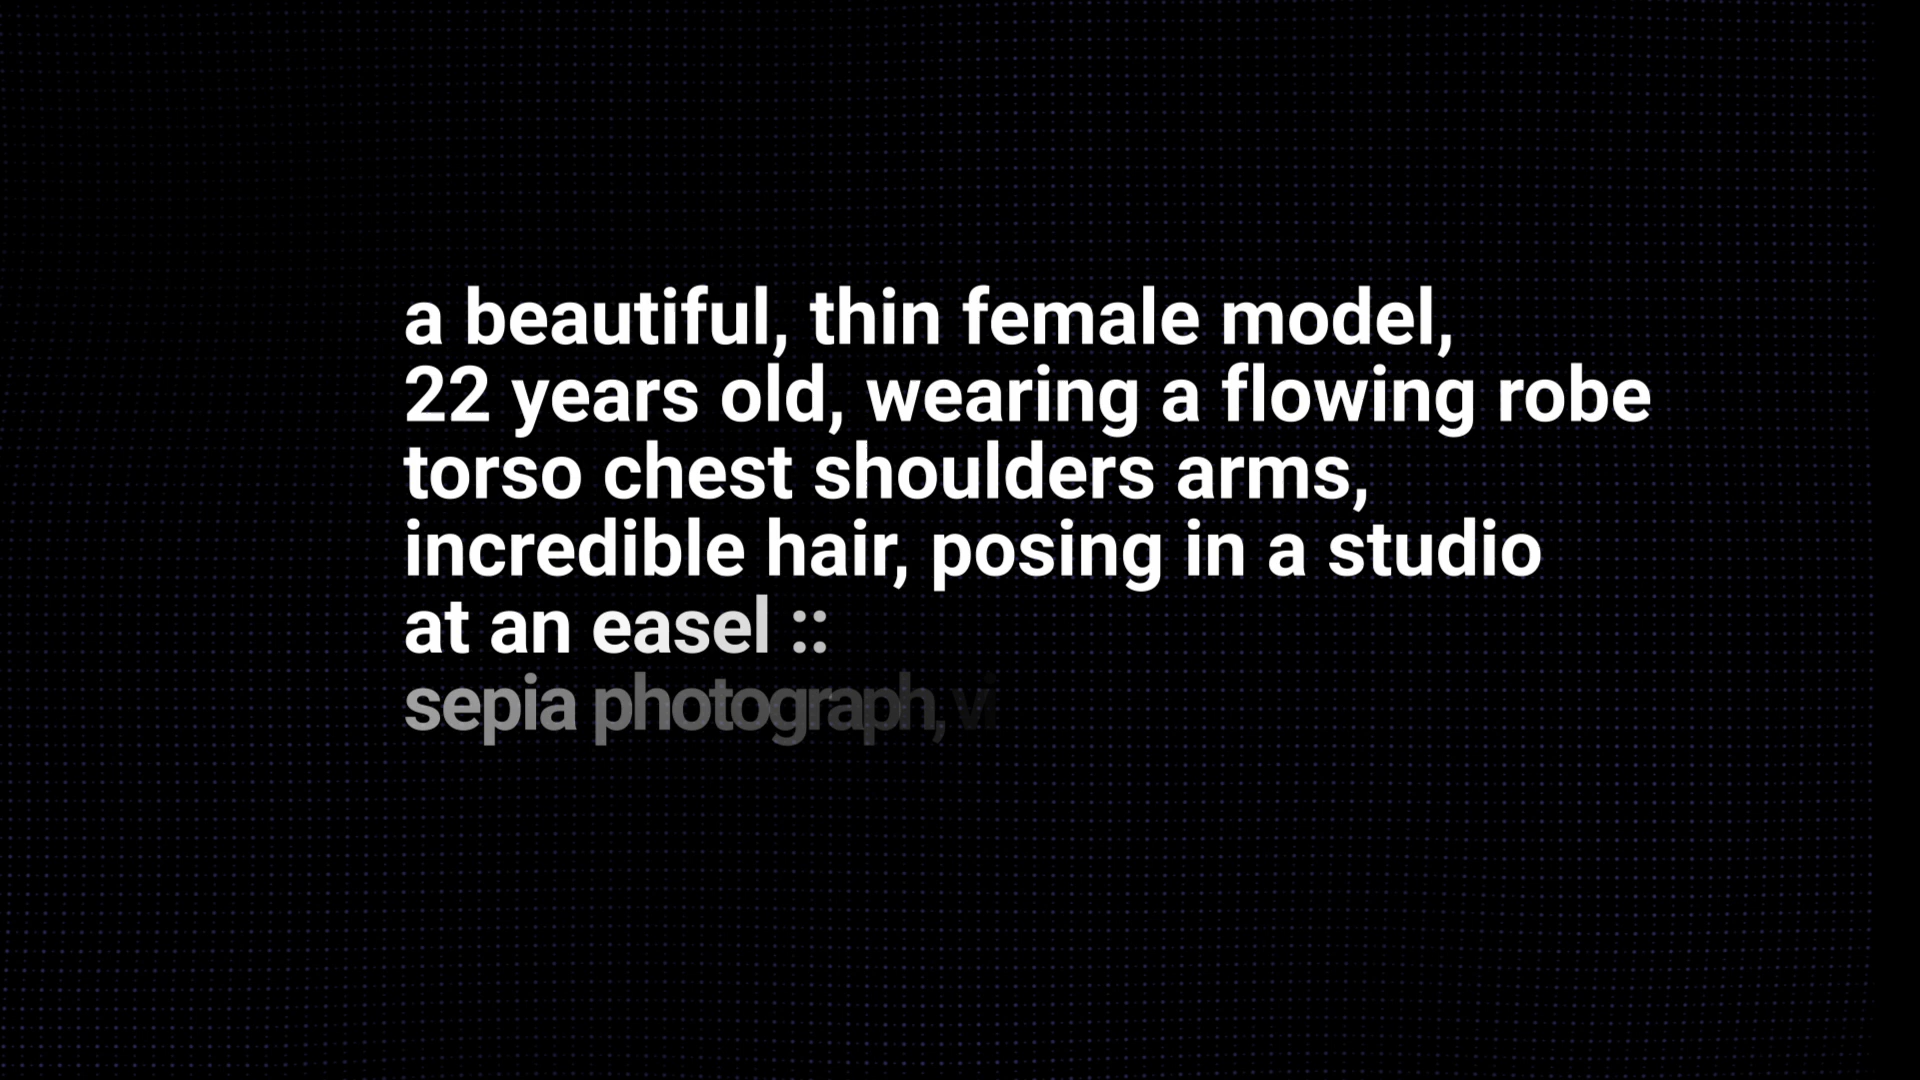 a beautiful, thin female model,
22 years old, wearing a flowing robe
torso chest shoulders arms,
incredible hair, posing in a studio
at an easel ::
sepia photograph, vi